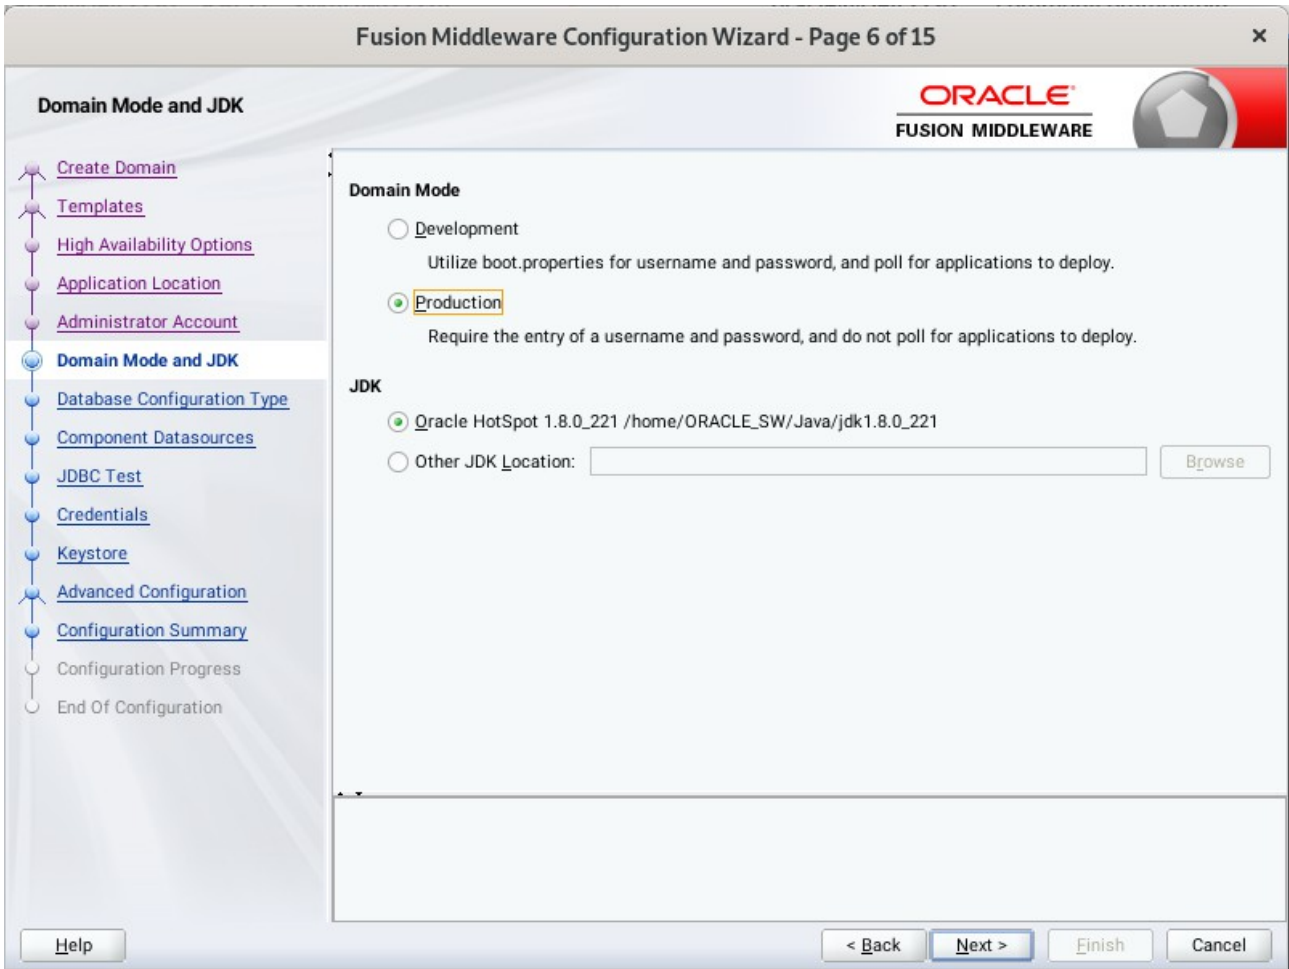 Fusion Middleware Configuration Wizard - Page 6 of 15
×
Domain Mode and JDK
ORACLE
FUSION MIDDLEWARE
Create Domain
Templates
High Availability Options
Application Location
Administrator Account
Domain Mode and JDK
Database Configuration Type
Component Datasources
JDBC Test
Credentials
Keystore
Advanced Configuration
Configuration Summary
Configuration Progress
End Of Configuration
Domain Mode
Development
Utilize boot.properties for username and password, and poll for applications to deploy.
Production
Require the entry of a username and password, and do not poll for applications to deploy.
JDK
Oracle HotSpot 1.8.0_221 /home/ORACLE_SW/Java/jdk1.8.0_221
Other JDK Location:
Browse
Help
< Back
Next >
Finish
Cancel